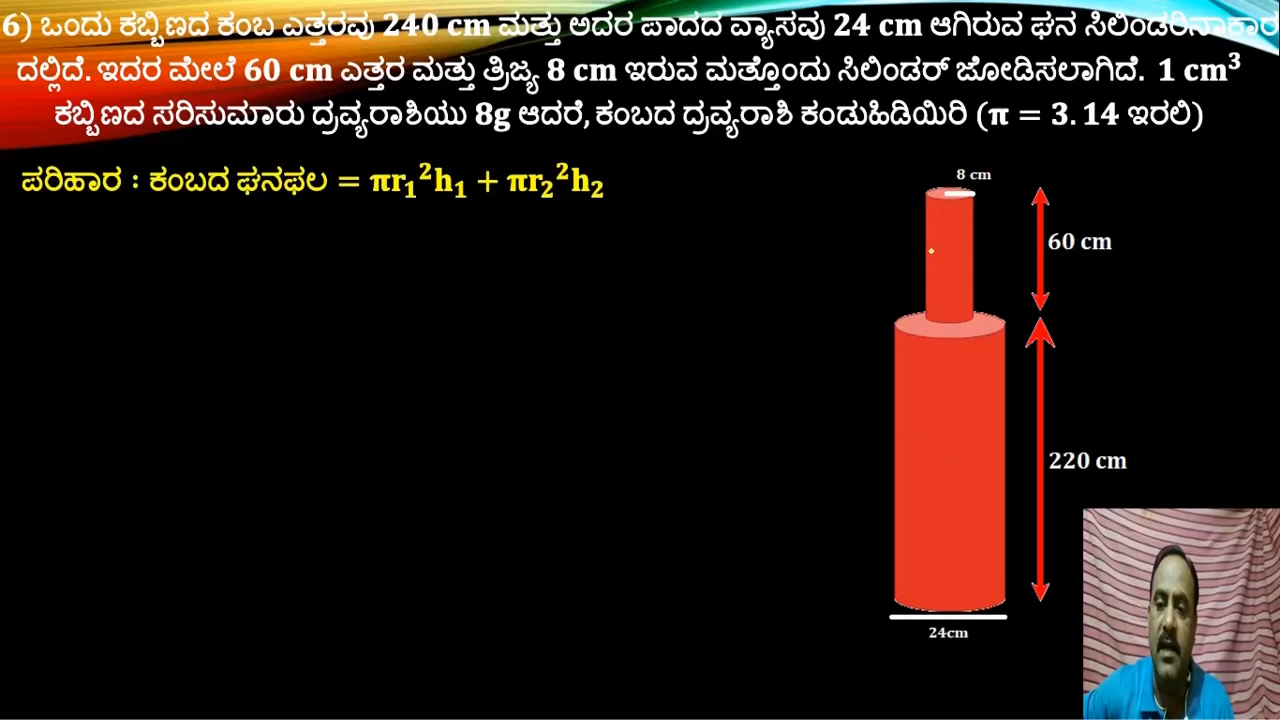 6) ಒಂದು ಕಬ್ಬಿಣದ ಕಂಬ ಎತ್ತರವು 240 cm ಮತ್ತು ಅದರ ಪಾದದ ವ್ಯಾಸವು 24 cm ಆಗಿರುವ ಘನ ಸಿಲಿಂಡರಿನಾಕಾರ
ದಲ್ಲಿದೆ. ಇದರ ಮೇಲೆ 60 cm ಎತ್ತರ ಮತ್ತು ತ್ರಿಜ್ಯ 8 cm ಇರುವ ಮತ್ತೊಂದು ಸಿಲಿಂಡರ್ ಜೋಡಿಸಲಾಗಿದೆ. 1 cm³
ಕಬ್ಬಿಣದ ಸರಿಸುಮಾರು ದ್ರವ್ಯರಾಶಿಯು 8g ಆದರೆ, ಕಂಬದ ದ್ರವ್ಯರಾಶಿ ಕಂಡುಹಿಡಿಯಿರಿ (π = 3.14 ಇರಲಿ)
ಪರಿಹಾರ : ಕಂಬದ ಘನಫಲ = πr₁²h₁ + πr₂²h₂
8 cm
60 cm
220 cm
24cm